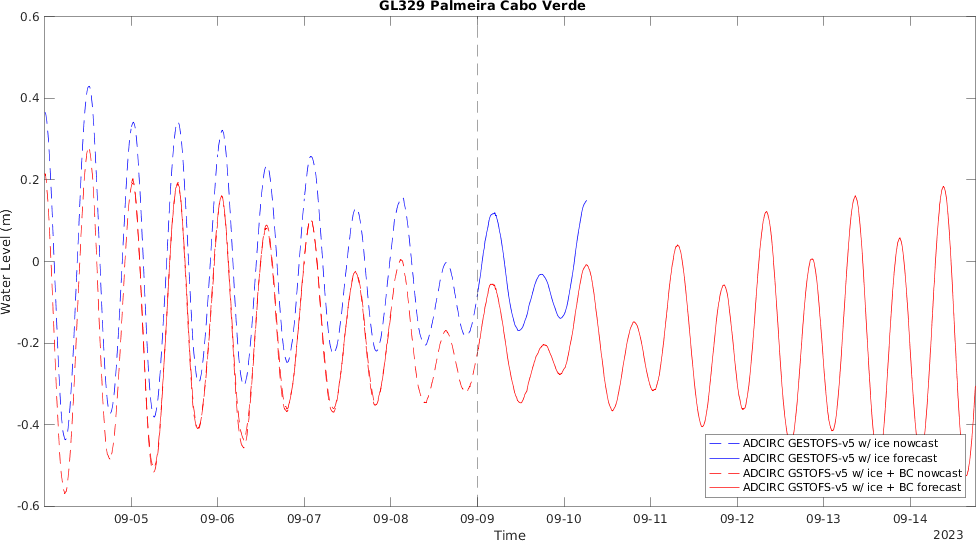 GL329 Palmeira Cabo Verde
0.6
0.4
0.2
0
-0.2
-0.4
-0.6
Water Level (m)
ADCIRC GESTOFS-v5 w/ ice nowcast
ADCIRC GESTOFS-v5 w/ ice forecast
ADCIRC GSTOFS-v5 w/ ice + BC nowcast
ADCIRC GSTOFS-v5 w/ ice + BC forecast
09-05 09-06 09-07 09-08 09-09 09-10 09-11 09-12 09-13 09-14
Time
2023